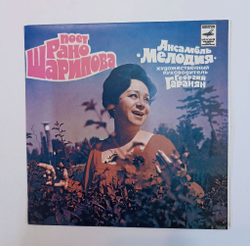 поет
РАНО
ШАРИПОВА
Ансамбль
«Мелодия»
художественный
руководитель
Георгий
Гаранян